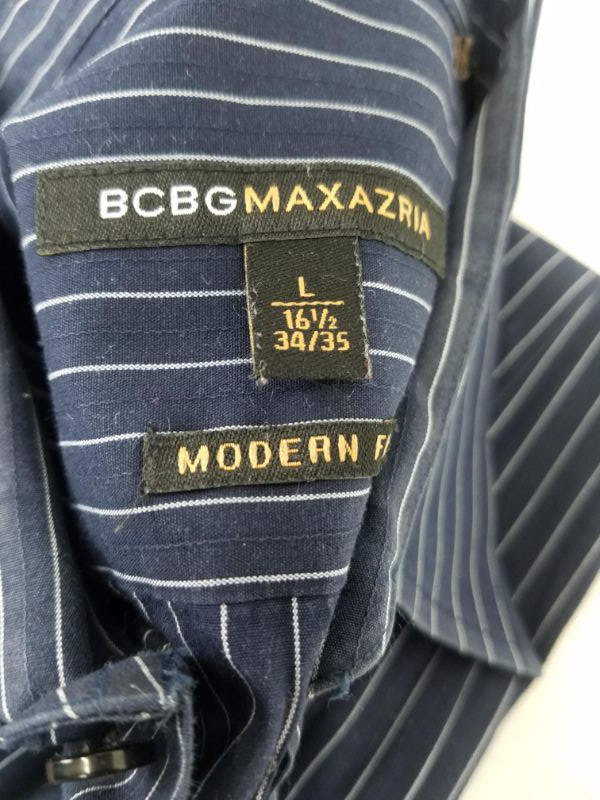 BCBGMAXAZRIA
L
16½
34/35
MODERN